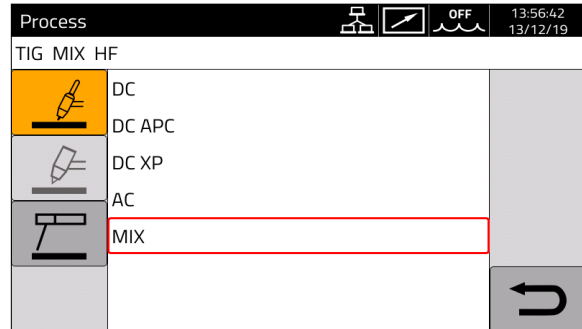 Process
OFF
13:56:42
13/12/19
TIG MIX HF
DC
DC APC
DC XP
AC
MIX